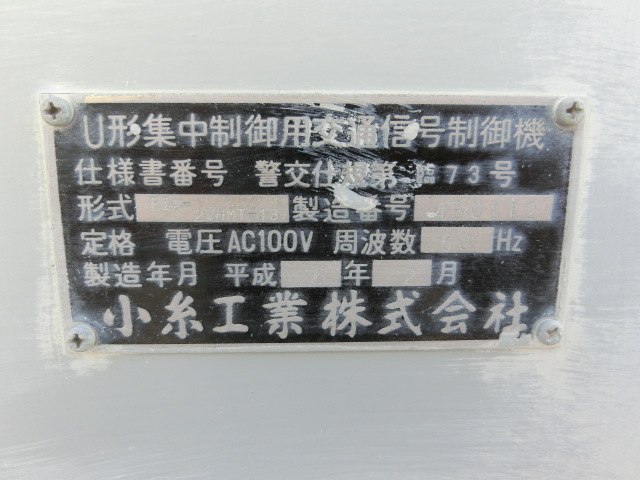 U形集中制御用交通信号制御機
仕様書番号 警交仕規第 臨73号
形式 製造番号
定格 電圧AC100V 周波数 Hz
製造年月 平成 年 月
小糸工業株式会社